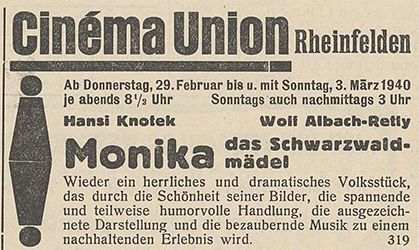 Cinéma Union Rheinfelden
Ab Donnerstag, 29. Februar bis u. mit Sonntag, 3. März 1940
je abends 8½ Uhr Sonntags auch nachmittags 3 Uhr
Hansi Knotek Wolf Albach-Retty
Monika das Schwarzwald-
mädel
Wieder ein herrliches und dramatisches Volksstück,
das durch die Schönheit seiner Bilder, die spannende
und teilweise humorvolle Handlung, die ausgezeich-
nete Darstellung und die bezaubernde Musik zu einem
nachhaltenden Erlebnis wird. 319